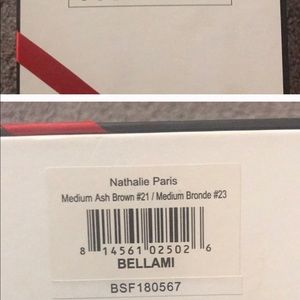 Nathalie Paris
Medium Ash Brown #21 / Medium Bronde #23
8 14561 02502 6
BELLAMI
BSF180567